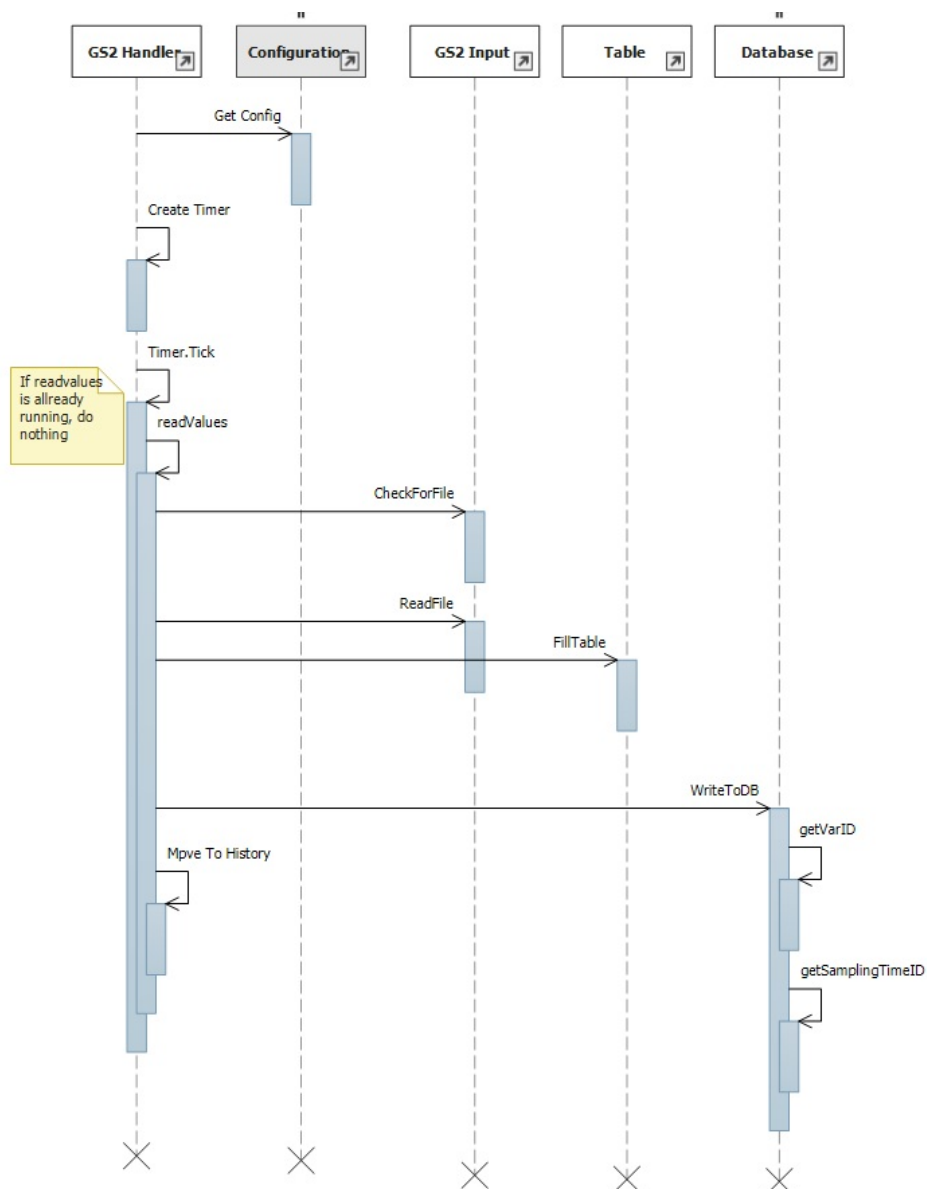 "
"
GS2 Handler
Configuration
GS2 Input
Table
Database
Get Config
Create Timer
Timer.Tick
If readvalues
is allready
running, do
nothing
readValues
CheckForFile
ReadFile
FillTable
WriteToDB
getVarID
Mpve To History
getSamplingTimeID